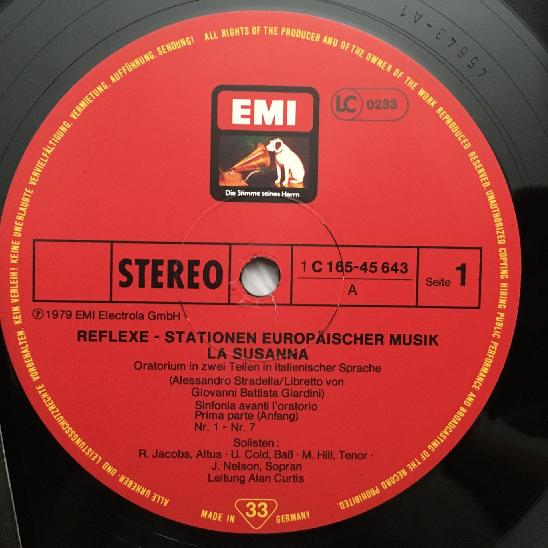 ALL RIGHTS OF THE PRODUCER AND OF THE OWNER OF THE WORK REPRODUCED RESERVED. UNAUTHORIZED COPYING HIRING PUBLIC PERFORMANCE AND BROADCASTING OF THE RECORD PROHIBITED.
ALLE URHEBER- UND LEISTUNGSSCHUTZRECHTE VORBEHALTEN. KEIN VERLEIH! KEINE UNERLAUBTE VERVIELFÄLTIGUNG, VERMIETUNG, AUFFÜHRUNG, SENDUNG!
45643-A1
EMI
LC 0233
Die Stimme seines Herrn
STEREO
1 C 165-45 643
A
Seite 1
℗ 1979 EMI Electrola GmbH
REFLEXE - STATIONEN EUROPÄISCHER MUSIK
LA SUSANNA
Oratorium in zwei Teilen in italienischer Sprache
(Alessandro Stradella/Libretto von
Giovanni Battista Giardini)
Sinfonia avanti l'oratorio
Prima parte (Anfang)
Nr. 1 - Nr. 7
Solisten:
R. Jacobs, Altus · U. Cold, Baß · M. Hill, Tenor ·
J. Nelson, Sopran
Leitung Alan Curtis
MADE IN 33 GERMANY